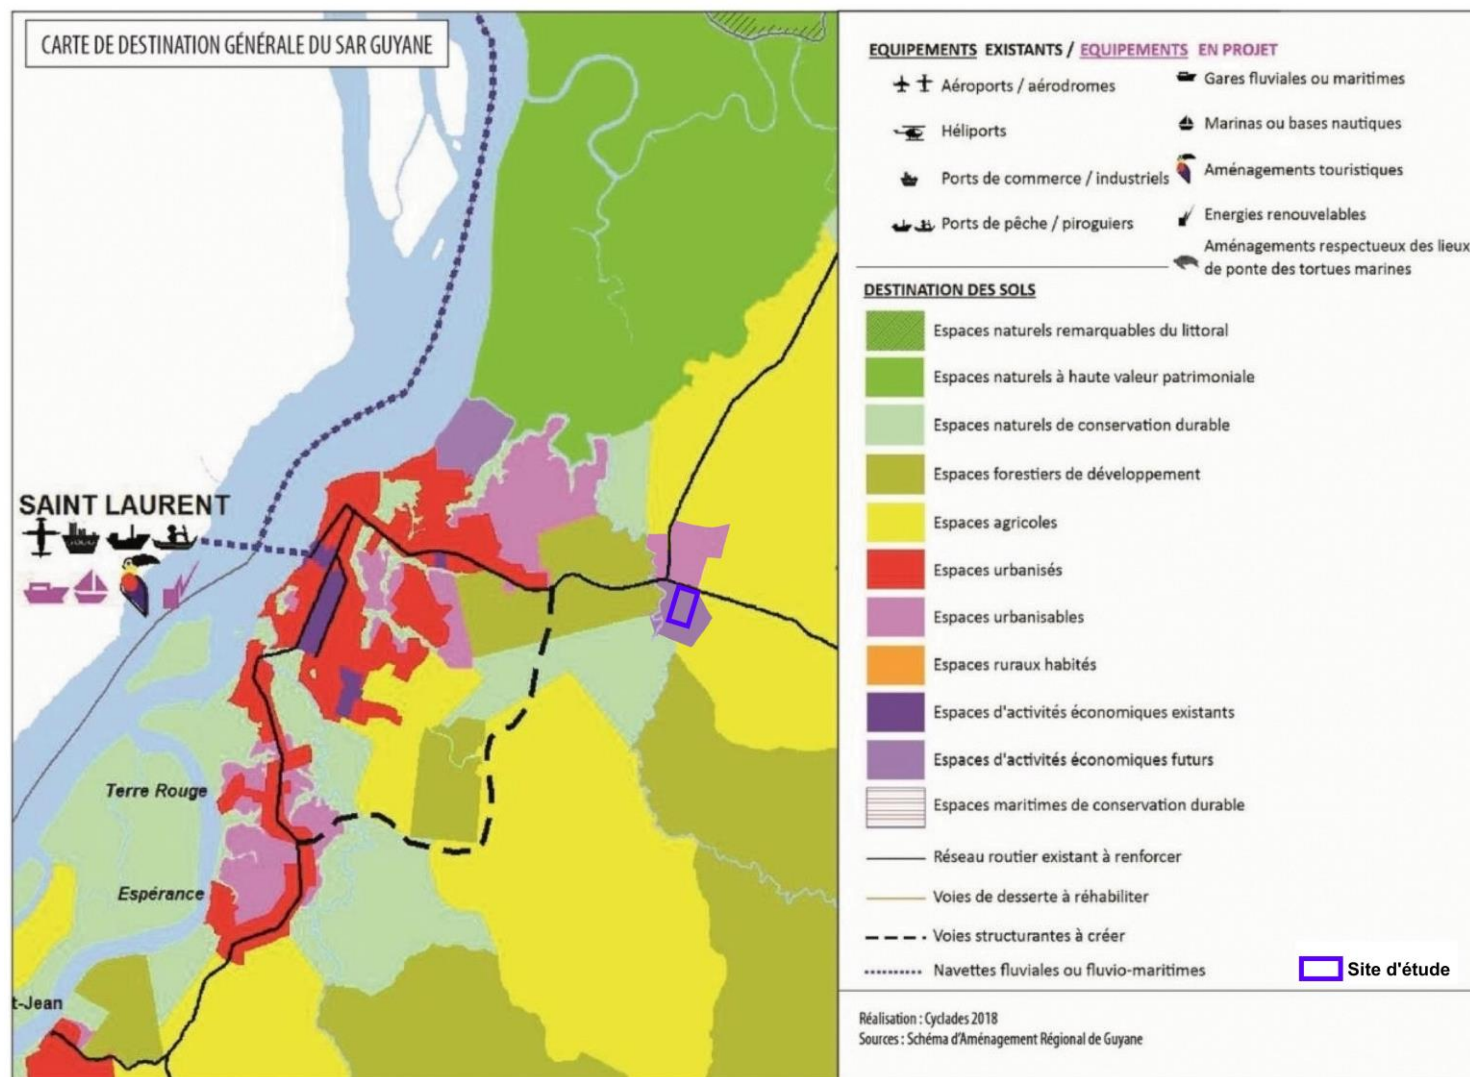 CARTE DE DESTINATION GÉNÉRALE DU SAR GUYANE
SAINT LAURENT
Terre Rouge
Espérance
t-Jean
EQUIPEMENTS EXISTANTS / EQUIPEMENTS EN PROJET
Aéroports / aérodromes
Héliports
Ports de commerce / industriels
Ports de pêche / piroguiers
Gares fluviales ou maritimes
Marinas ou bases nautiques
Aménagements touristiques
Energies renouvelables
Aménagements respectueux des lieux
de ponte des tortues marines
DESTINATION DES SOLS
Espaces naturels remarquables du littoral
Espaces naturels à haute valeur patrimoniale
Espaces naturels de conservation durable
Espaces forestiers de développement
Espaces agricoles
Espaces urbanisés
Espaces urbanisables
Espaces ruraux habités
Espaces d'activités économiques existants
Espaces d'activités économiques futurs
Espaces maritimes de conservation durable
Réseau routier existant à renforcer
Voies de desserte à réhabiliter
Voies structurantes à créer
Navettes fluviales ou fluvio-maritimes
Site d'étude
Réalisation : Cyclades 2018
Sources : Schéma d'Aménagement Régional de Guyane